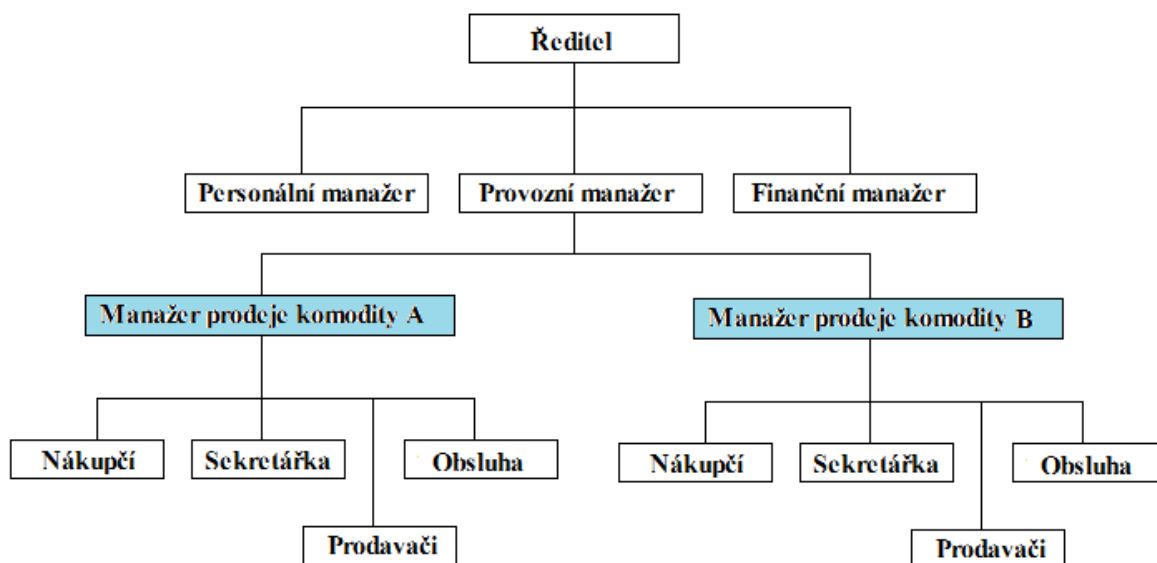 Ředitel
Personální manažer
Provozní manažer
Finanční manažer
Manažer prodeje komodity A
Manažer prodeje komodity B
Nákupčí
Sekretářka
Obsluha
Prodavači
Nákupčí
Sekretářka
Obsluha
Prodavači